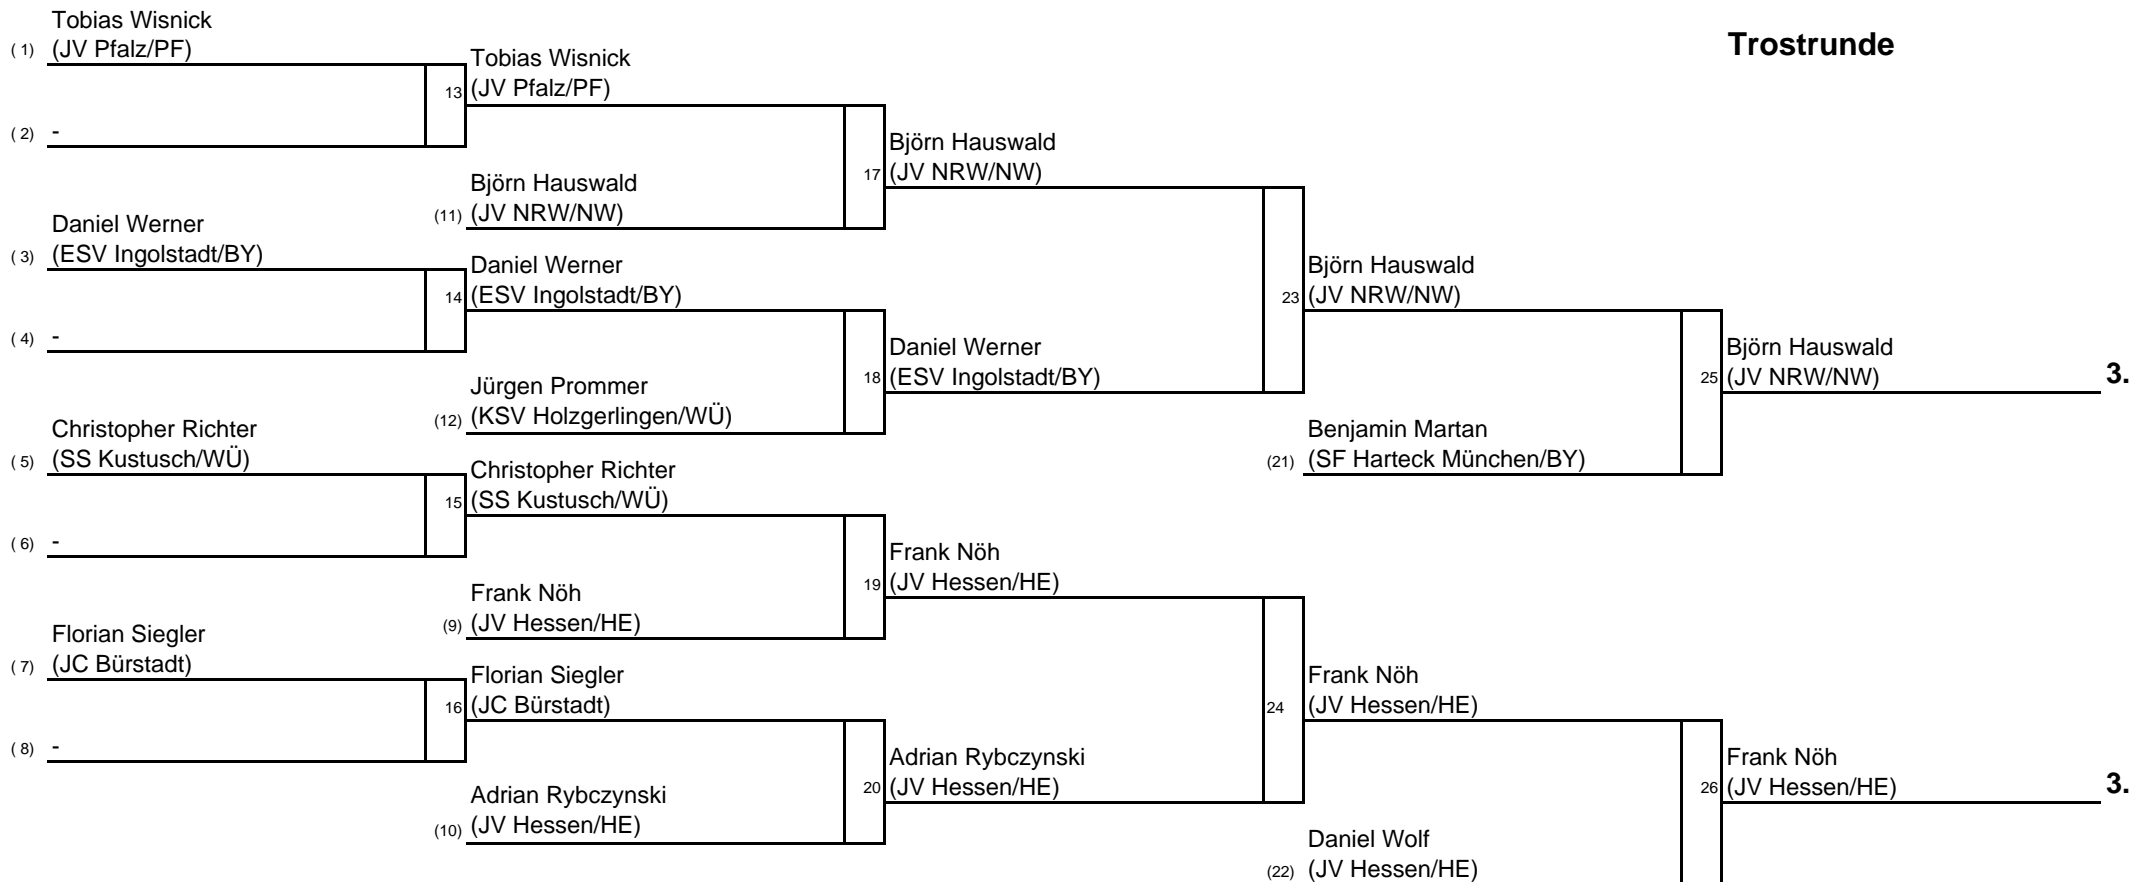 Trostrunde
Tobias Wisnick
( 1) (JV Pfalz/PF)
( 2) -
Daniel Werner
( 3) (ESV Ingolstadt/BY)
( 4) -
Christopher Richter
( 5) (SS Kustusch/WÜ)
( 6) -
Florian Siegler
( 7) (JC Bürstadt)
( 8) -
Tobias Wisnick
13 (JV Pfalz/PF)
Björn Hauswald
(11) (JV NRW/NW)
Daniel Werner
14 (ESV Ingolstadt/BY)
Jürgen Prommer
(12) (KSV Holzgerlingen/WÜ)
Christopher Richter
15 (SS Kustusch/WÜ)
Frank Nöh
(9) (JV Hessen/HE)
Florian Siegler
16 (JC Bürstadt)
Adrian Rybczynski
(10) (JV Hessen/HE)
Björn Hauswald
17 (JV NRW/NW)
Daniel Werner
18 (ESV Ingolstadt/BY)
Frank Nöh
19 (JV Hessen/HE)
Adrian Rybczynski
20 (JV Hessen/HE)
Björn Hauswald
23 (JV NRW/NW)
Benjamin Martan
(21) (SF Harteck München/BY)
Frank Nöh
24 (JV Hessen/HE)
Daniel Wolf
(22) (JV Hessen/HE)
Björn Hauswald
25 (JV NRW/NW) 3.
Frank Nöh
26 (JV Hessen/HE) 3.